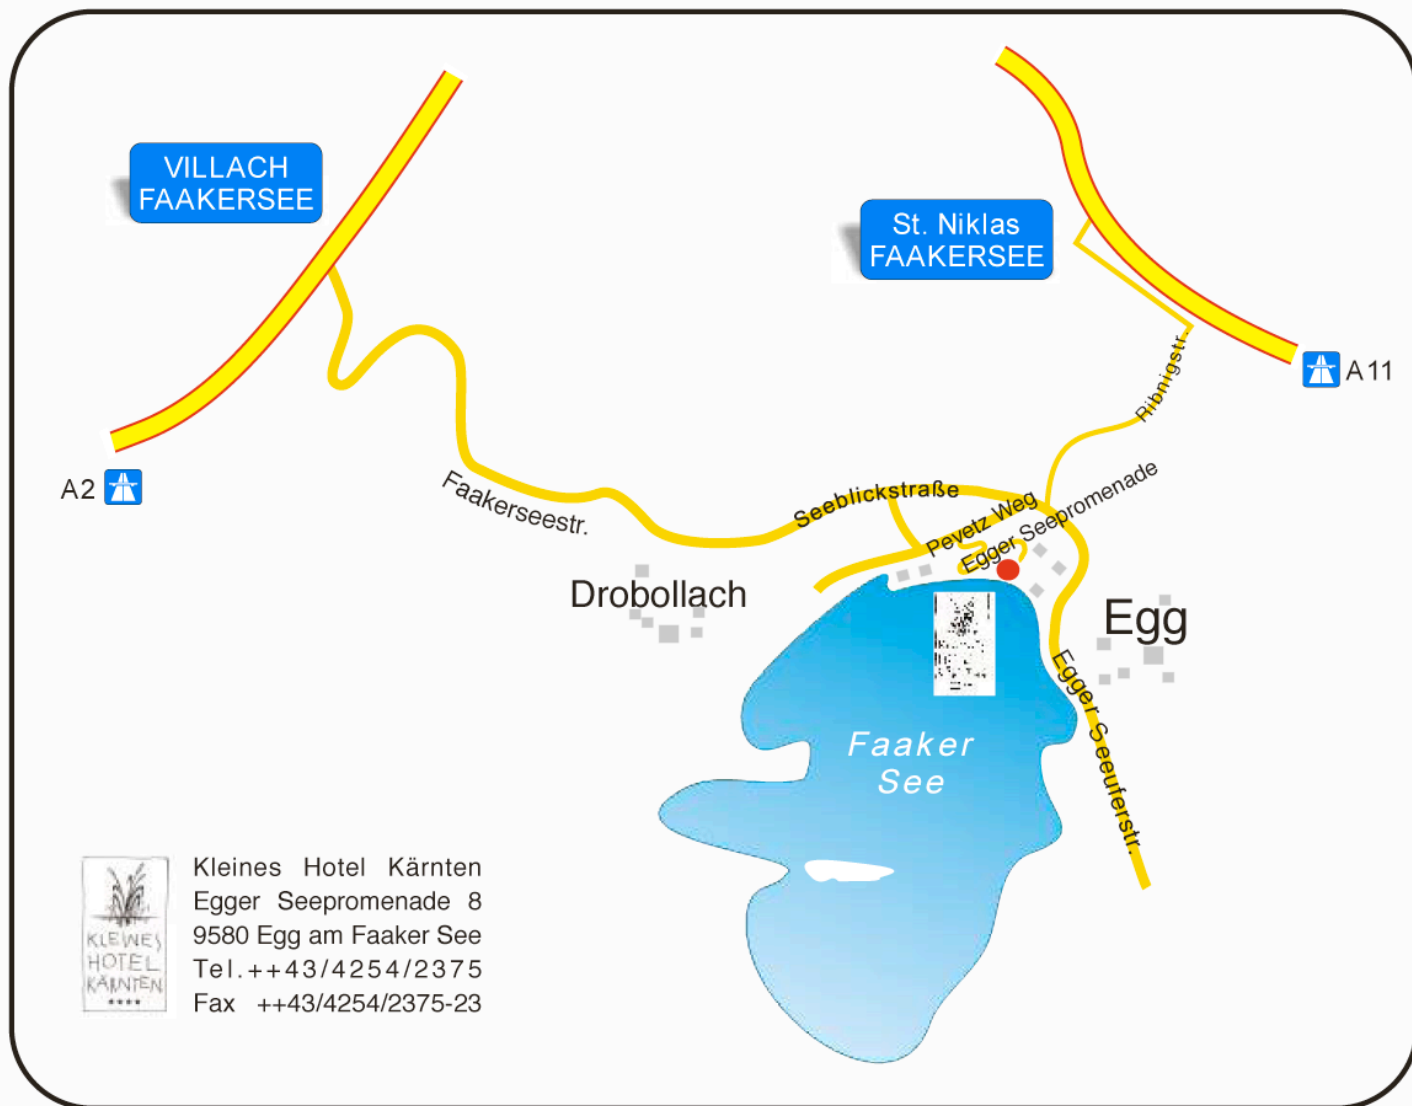 VILLACH
FAAKERSEE
St. Niklas
FAAKERSEE
A 11
Ribnigstr.
A 2
Faakerseestr.
Seeblickstraße
Pevetz Weg
Egger Seepromenade
Drobollach
Egg
Egger Seeuferstr.
Faaker
See
Kleines Hotel Kärnten
Egger Seepromenade 8
9580 Egg am Faaker See
Tel.++43/4254/2375
Fax ++43/4254/2375-23
KLEINES
HOTEL
KÄRNTEN
****